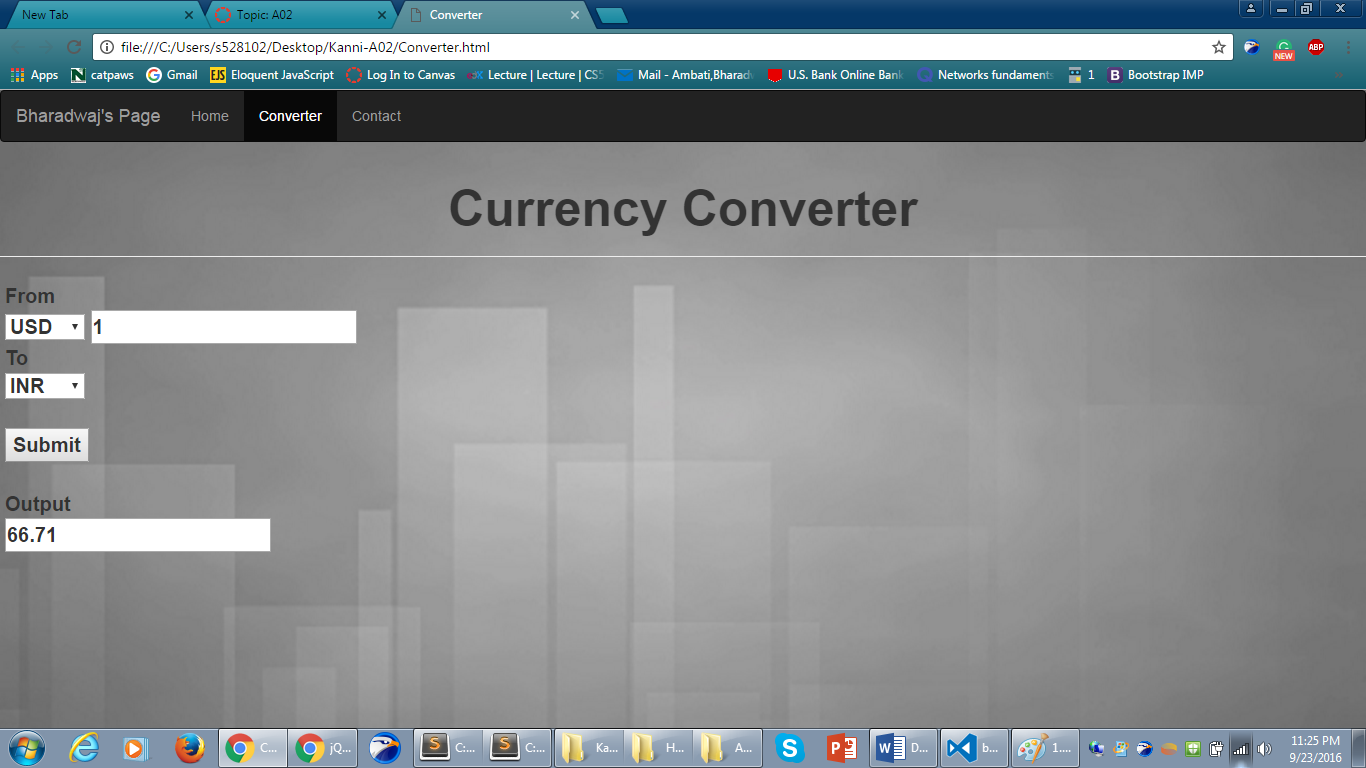 New Tab
Topic: A02
Converter
file:///C:/Users/s528102/Desktop/Kanni-A02/Converter.html
Apps
catpaws
Gmail
EJS
Eloquent JavaScript
Log In to Canvas
Lecture | Lecture | CS5
Mail - Ambati,Bharadw
U.S. Bank Online Bank
Networks fundaments
1
B
Bootstrap IMP
NEW
ABP
Bharadwaj's Page
Home
Converter
Contact
Currency Converter
From
USD
1
To
INR
Submit
Output
66.71
C...
jQ...
C:...
C:...
Ka...
H...
A...
D...
b...
1....
11:25 PM
9/23/2016